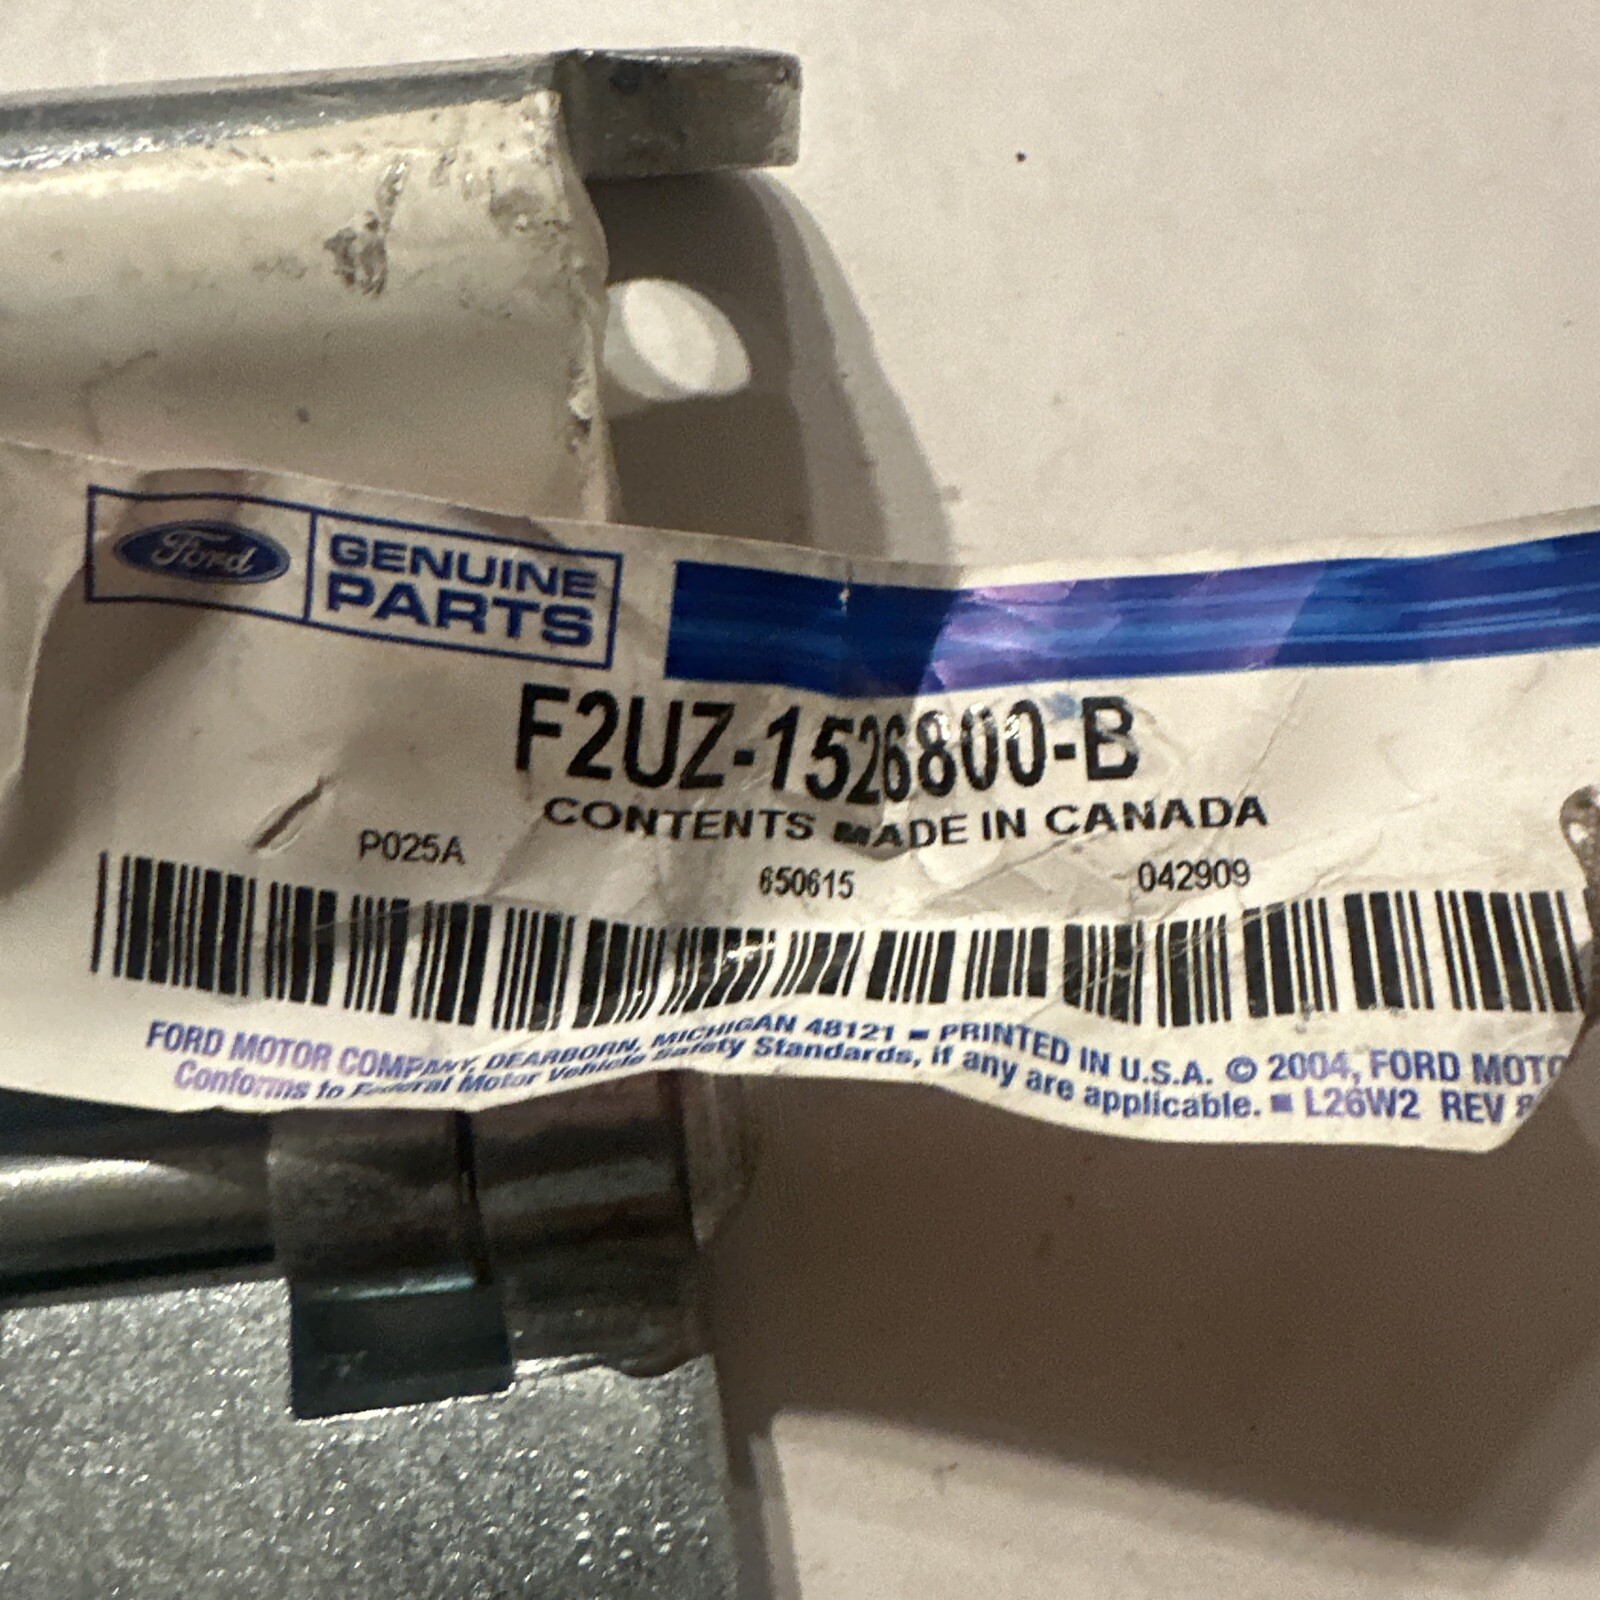 Ford GENUINE
PARTS
F2UZ-1526800-B
CONTENTS MADE IN CANADA
P025A 650615 042909
FORD MOTOR COMPANY, DEARBORN, MICHIGAN 48121 ▪ PRINTED IN U.S.A. © 2004, FORD MOTO
Conforms to Federal Motor Vehicle Safety Standards, if any are applicable. ▪ L26W2 REV